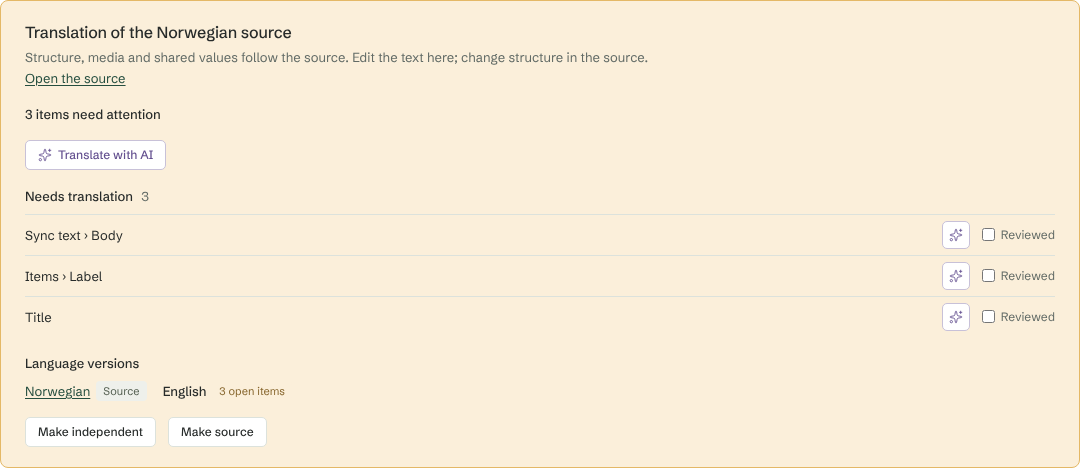 Translation of the Norwegian source
Structure, media and shared values follow the source. Edit the text here; change structure in the source.
Open the source
3 items need attention
Translate with AI
Needs translation 3
Sync text › Body Reviewed
Items › Label Reviewed
Title Reviewed
Language versions
Norwegian Source English 3 open items
Make independent Make source